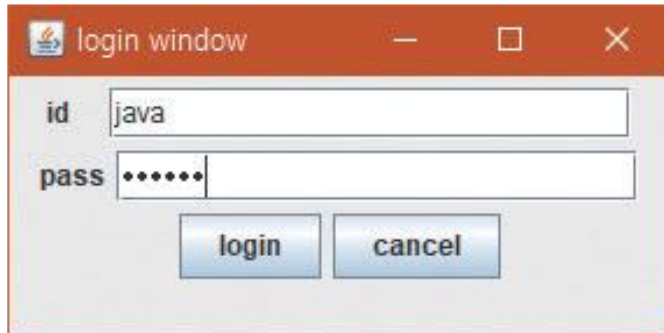 login window
id java
pass ••••••
login cancel